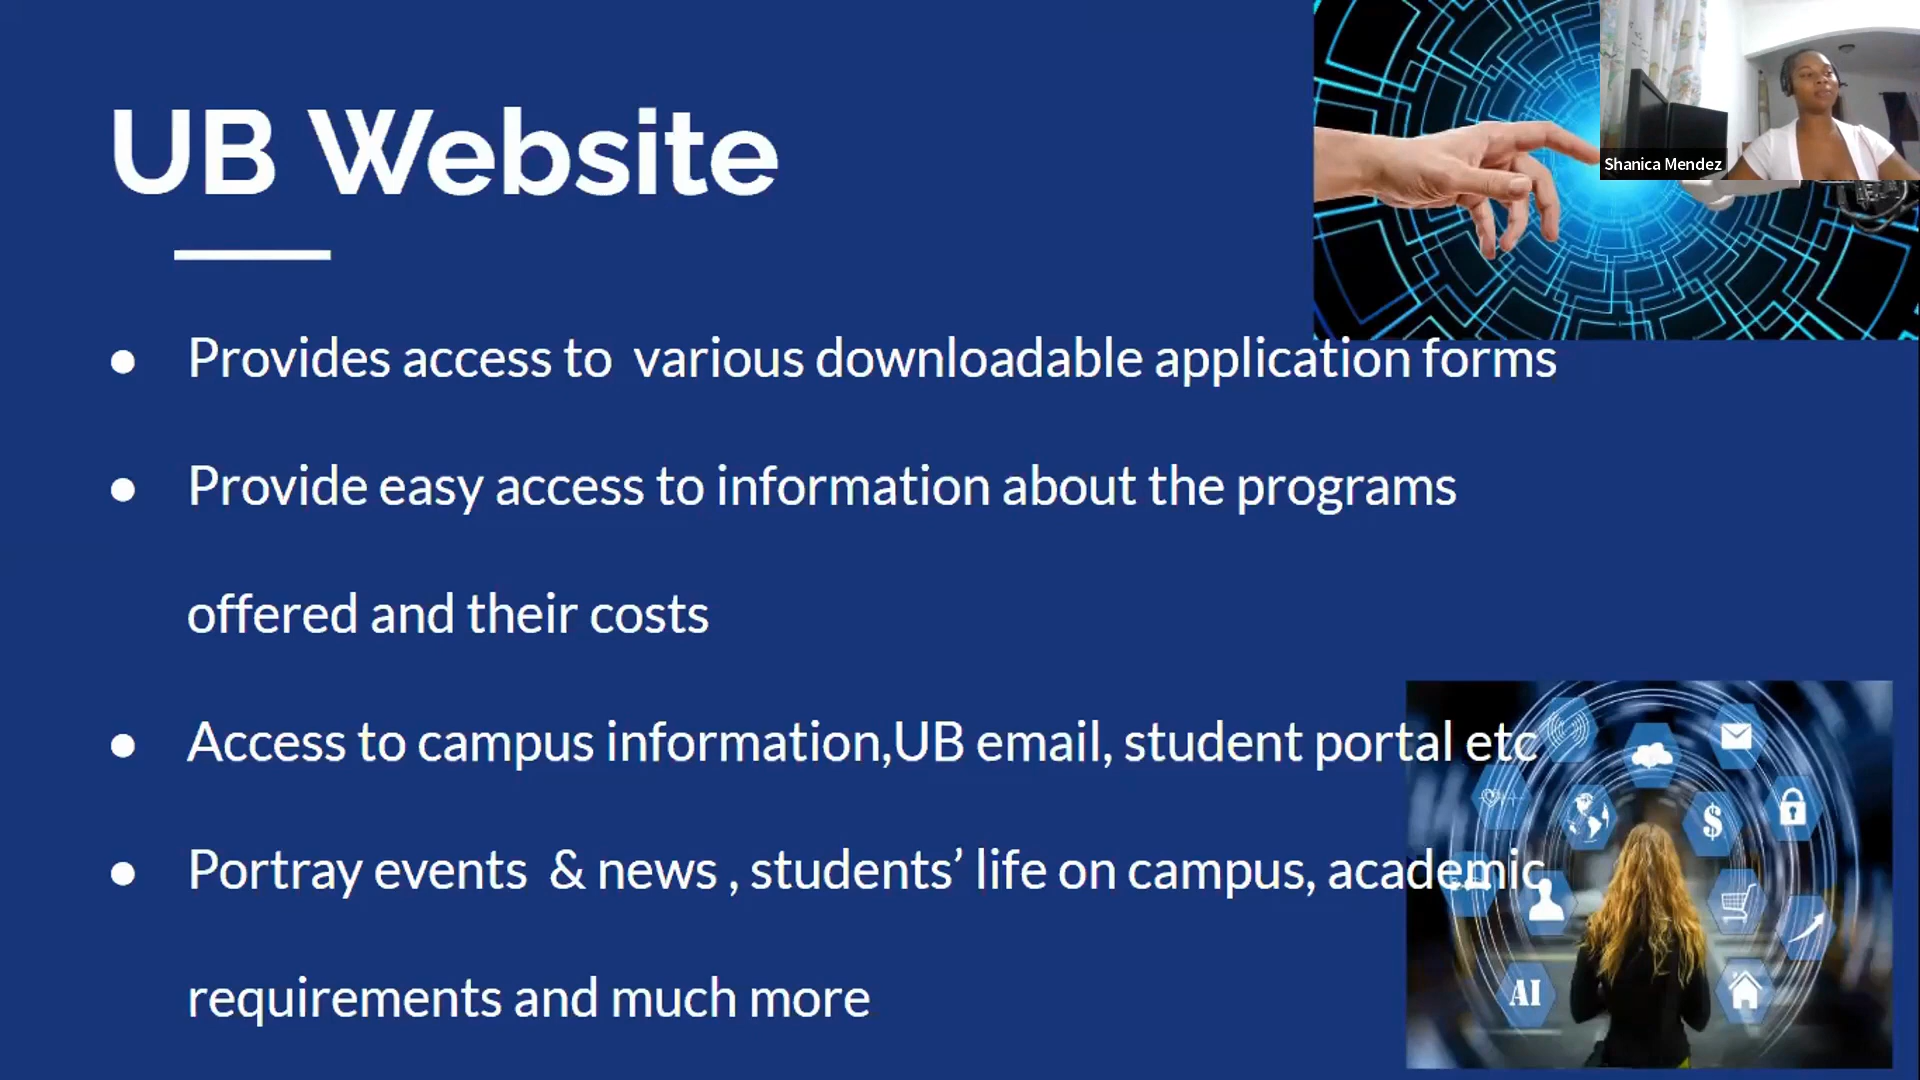 UB Website
Shanica Mendez
● Provides access to  various downloadable application forms
● Provide easy access to information about the programs
offered and their costs
● Access to campus information,UB email, student portal etc
● Portray events  & news , students’ life on campus, academic
requirements and much more
$
AI